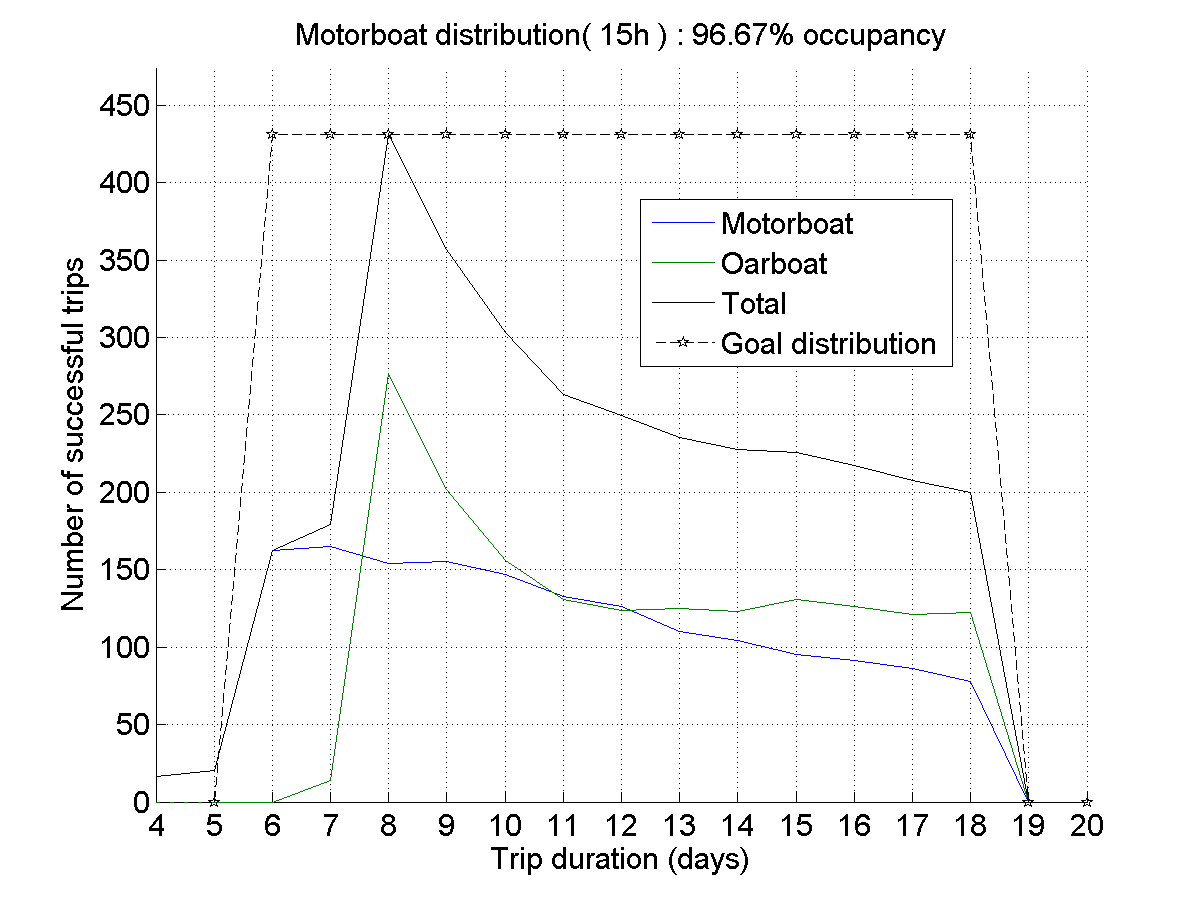 Motorboat distribution( 15h ) : 96.67% occupancy
Number of successful trips
450
400
350
300
250
200
150
100
50
0
Motorboat
Oarboat
Total
Goal distribution
4 5 6 7 8 9 10 11 12 13 14 15 16 17 18 19 20
Trip duration (days)